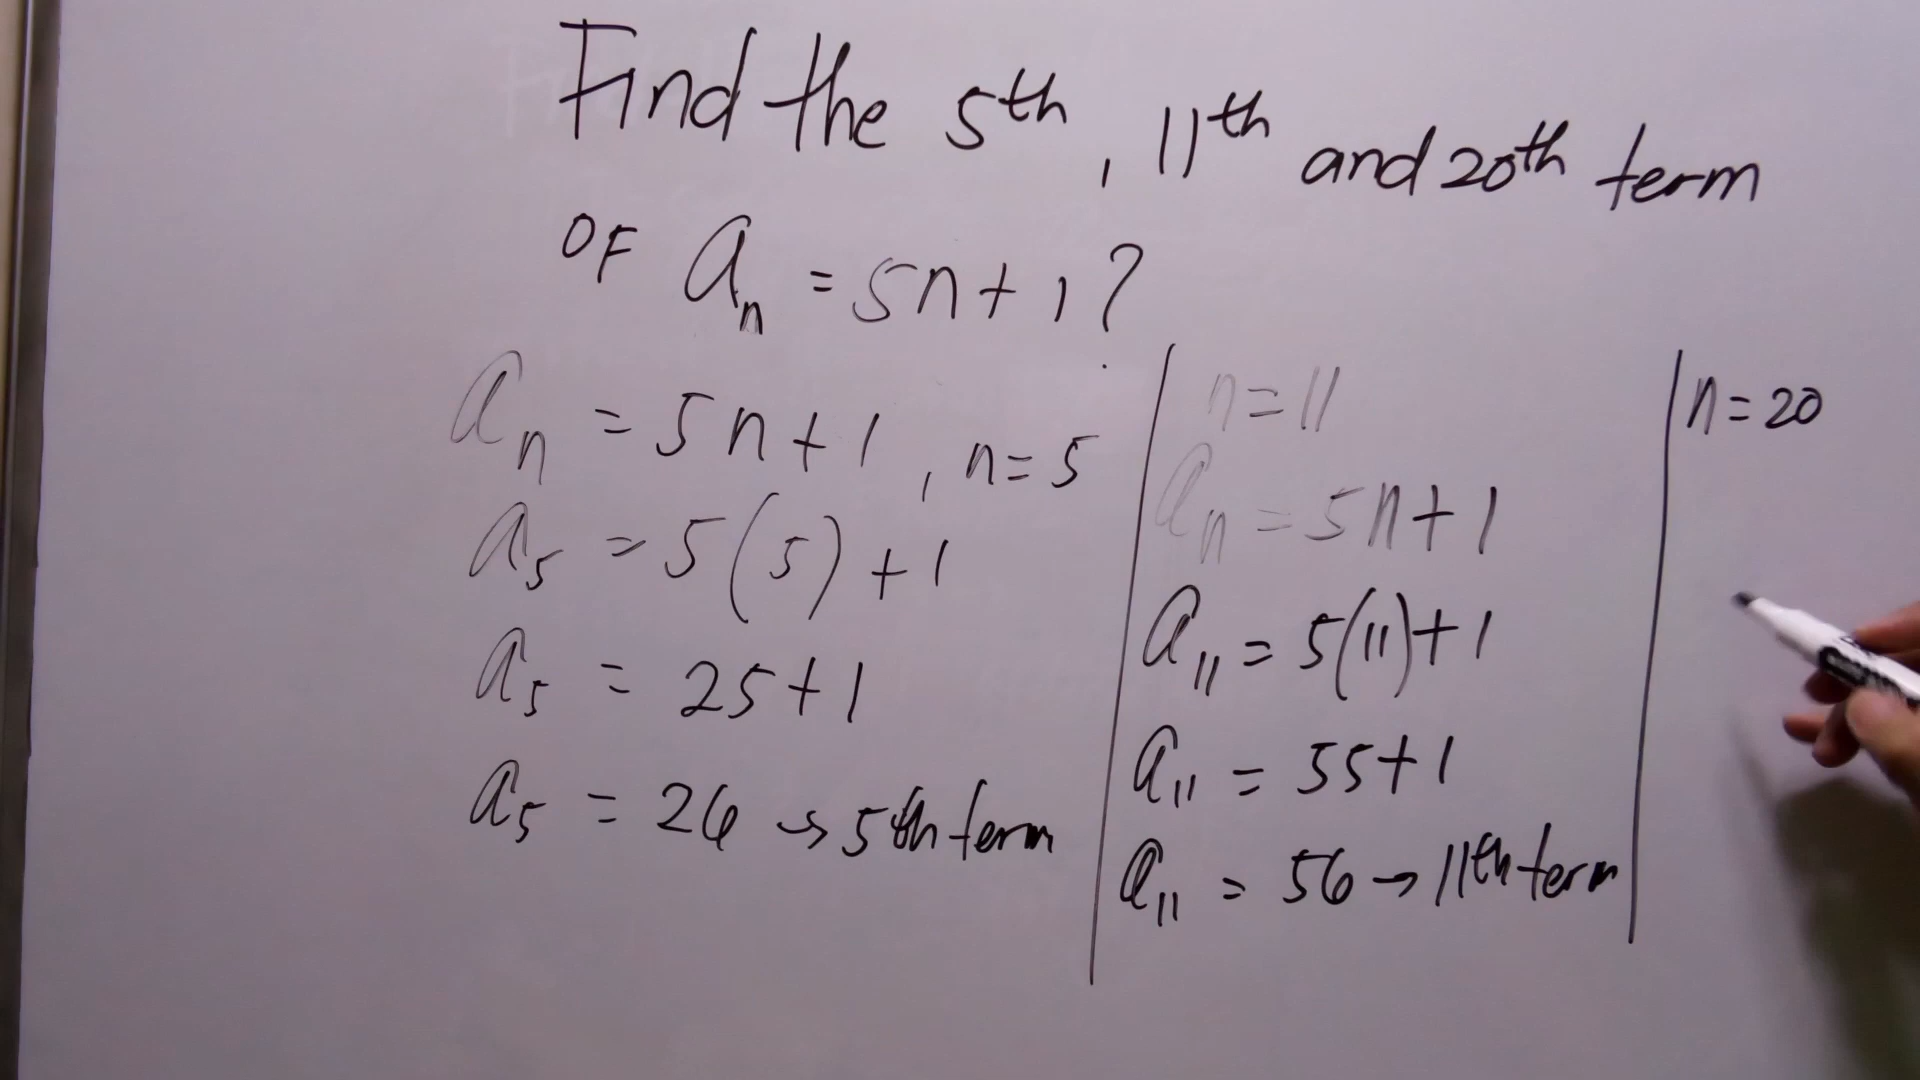 Find the 5th, 11th and 20th term
OF an = 5n+1?
an = 5n+1, n=5
a5 = 5(5)+1
a5 = 25+1
a5 = 26 → 5th term
n=11
an = 5n+1
a11 = 5(11)+1
a11 = 55+1
a11 = 56 → 11th term
n=20